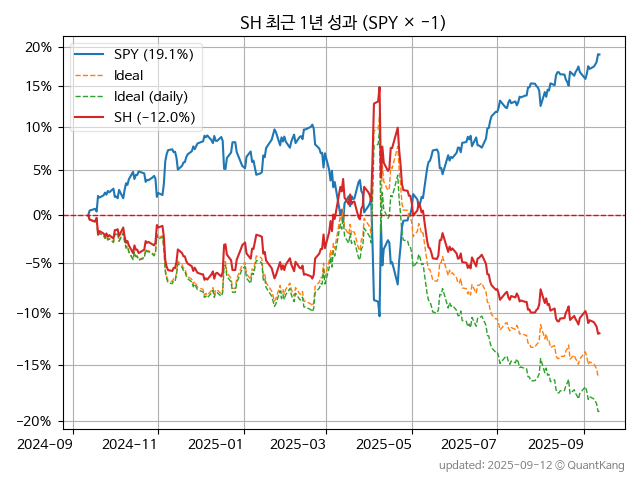 SH 최근 1년 성과 (SPY × −1)
SPY (19.1%)
Ideal
Ideal (daily)
SH (−12.0%)
20%
15%
10%
5%
0%
−5%
−10%
−15%
−20%
2024-09 2024-11 2025-01 2025-03 2025-05 2025-07 2025-09
updated: 2025-09-12 © QuantKang